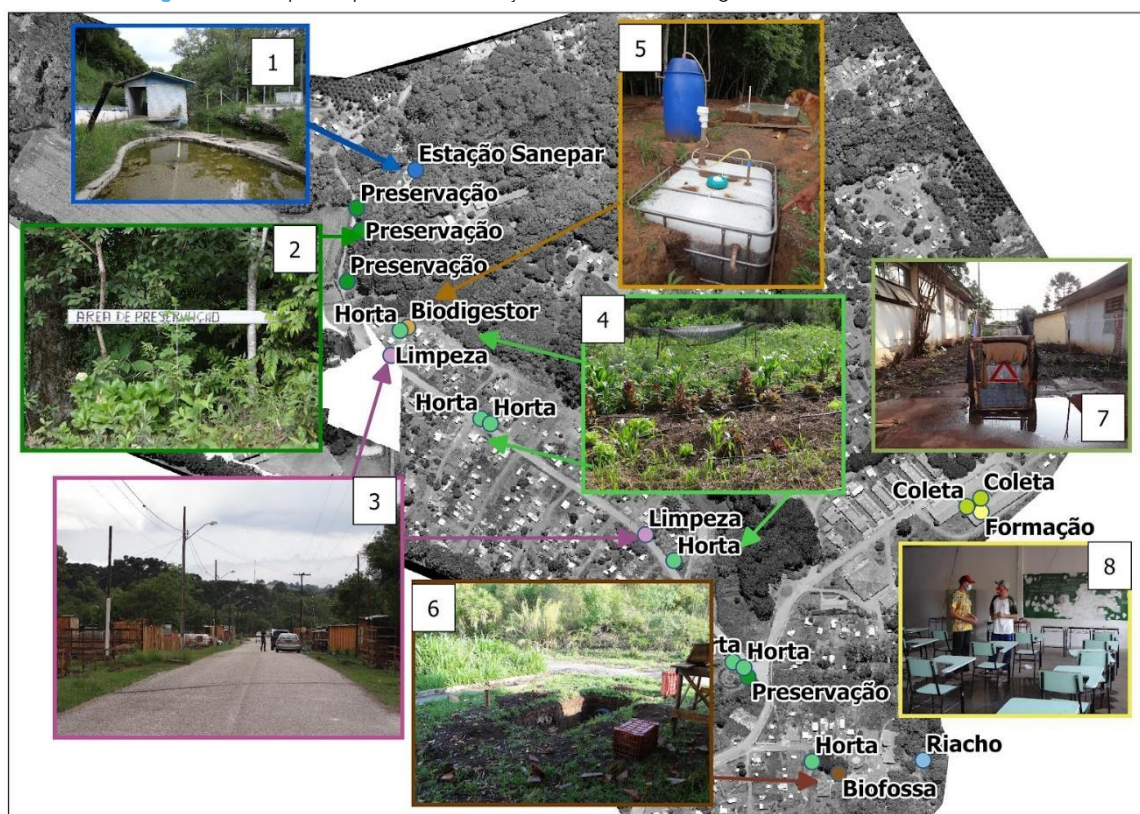 1
5
Estação Sanepar
Preservação
2
Preservação
ÁREA DE PRESERVAÇÃO
Preservação
4
Horta
Biodigestor
Limpeza
7
Horta
Horta
3
Coleta
Coleta
Limpeza
Formação
Horta
8
6
Horta
Preservação
Horta
Riacho
Biofossa